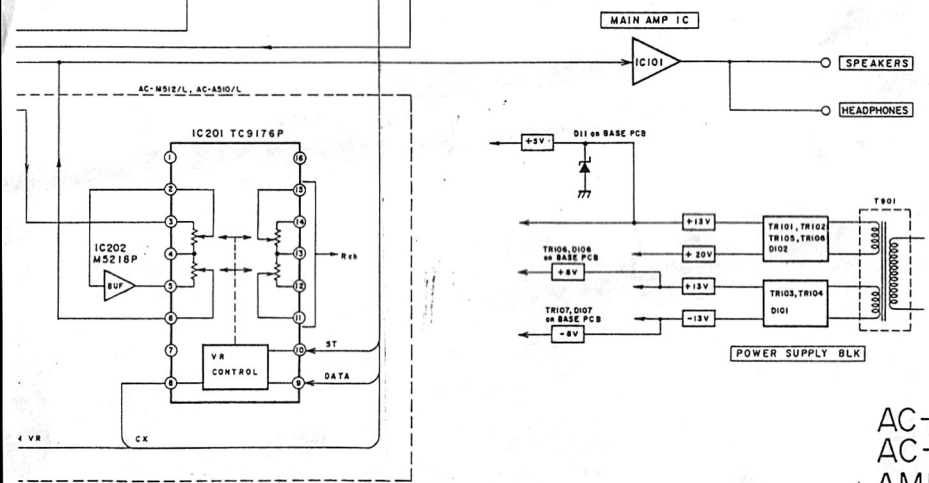 MAIN AMP IC
IC101
SPEAKERS
HEADPHONES
AC-M512/L, AC-A510/L
IC201 TC9176P
1
16
2
15
3
14
4
13
5
12
6
11
7
10
8
9
IC202
M5218P
BUF
Rch
VR
CONTROL
ST
DATA
CX
VR
D11 on BASE PCB
+5V
+13V
+20V
TR101, TR102
TR105, TR106
D102
T901
TR106, D106
on BASE PCB
+8V
+13V
TR103, TR104
D101
TR107, D107
on BASE PCB
-8V
-13V
POWER SUPPLY BLK
AC-
AC-